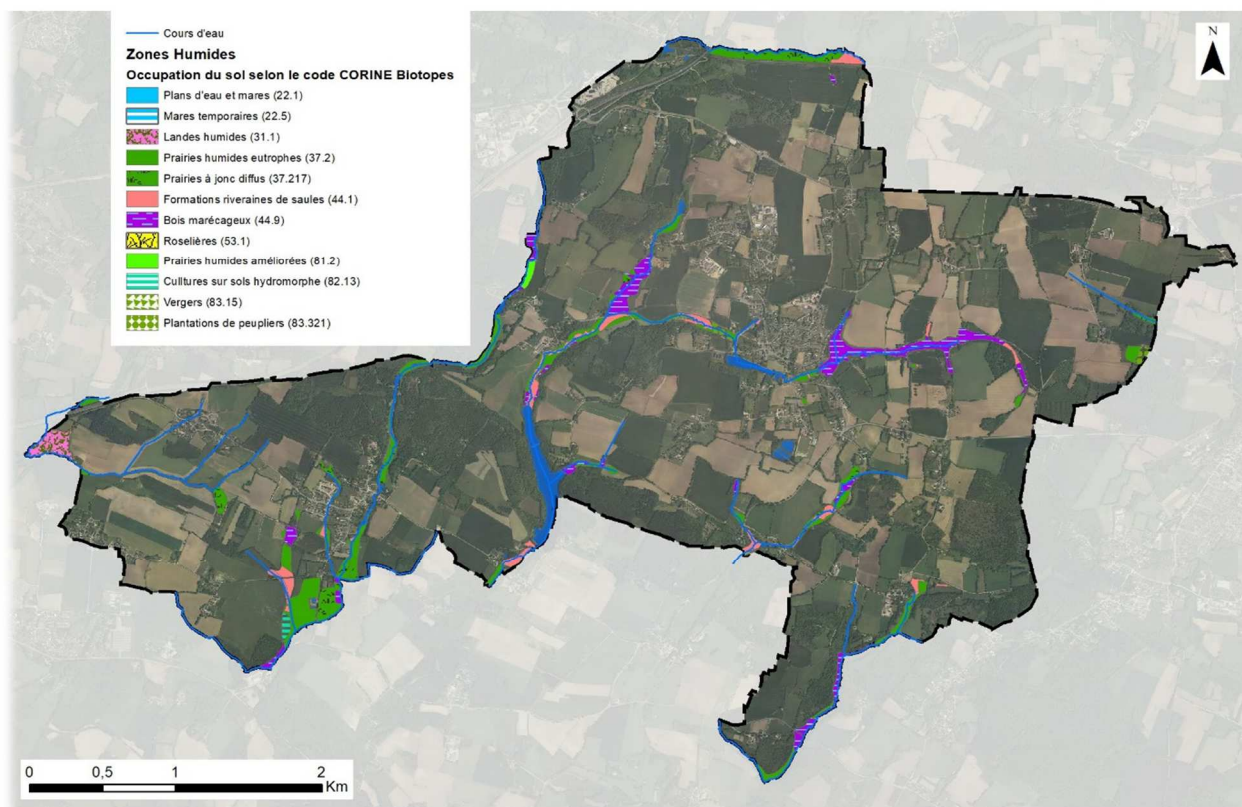 Cours d'eau
Zones Humides
Occupation du sol selon le code CORINE Biotopes
Plans d'eau et mares (22.1)
Mares temporaires (22.5)
Landes humides (31.1)
Prairies humides eutrophes (37.2)
Prairies à jonc diffus (37.217)
Formations riveraines de saules (44.1)
Bois marécageux (44.9)
Roselières (53.1)
Prairies humides améliorées (81.2)
Cultures sur sols hydromorphe (82.13)
Vergers (83.15)
Plantations de peupliers (83.321)
N
0 0,5 1 2
Km